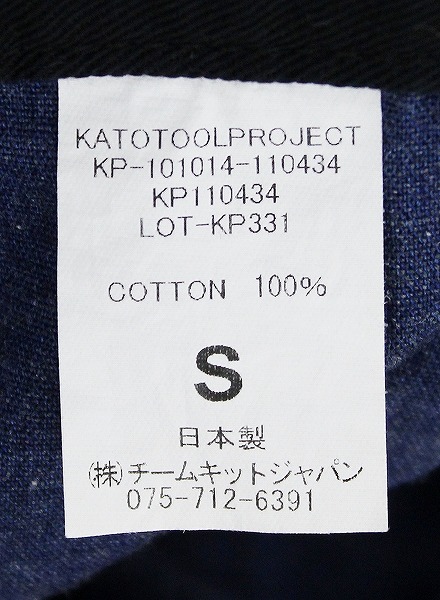 KATOTOOLPROJECT
KP-101014-110434
KP110434
LOT-KP331
COTTON 100%
S
日本製
㈱チームキットジャパン
075-712-6391